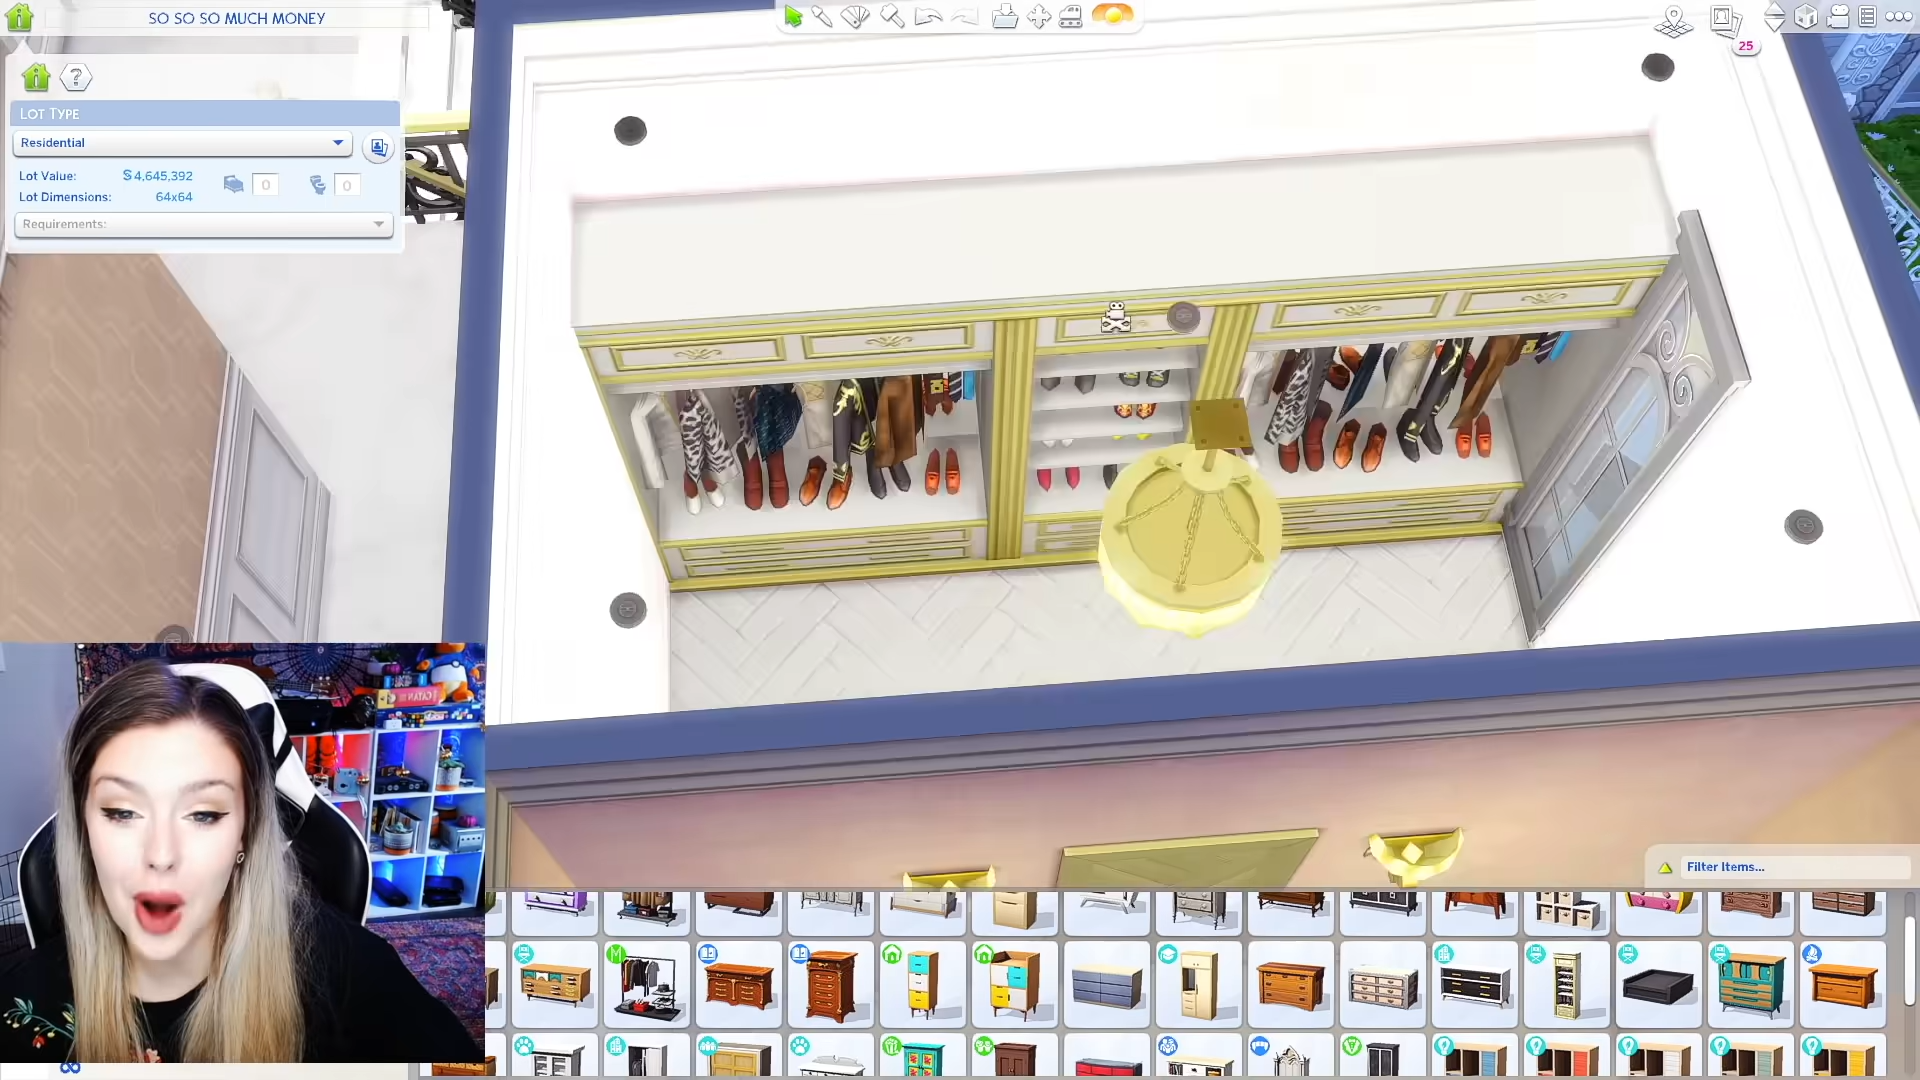 SO SO SO MUCH MONEY
25
?
LOT TYPE
Residential
Lot Value: §4,645,392
0
0
Lot Dimensions: 64x64
Requirements:
Filter Items...
M